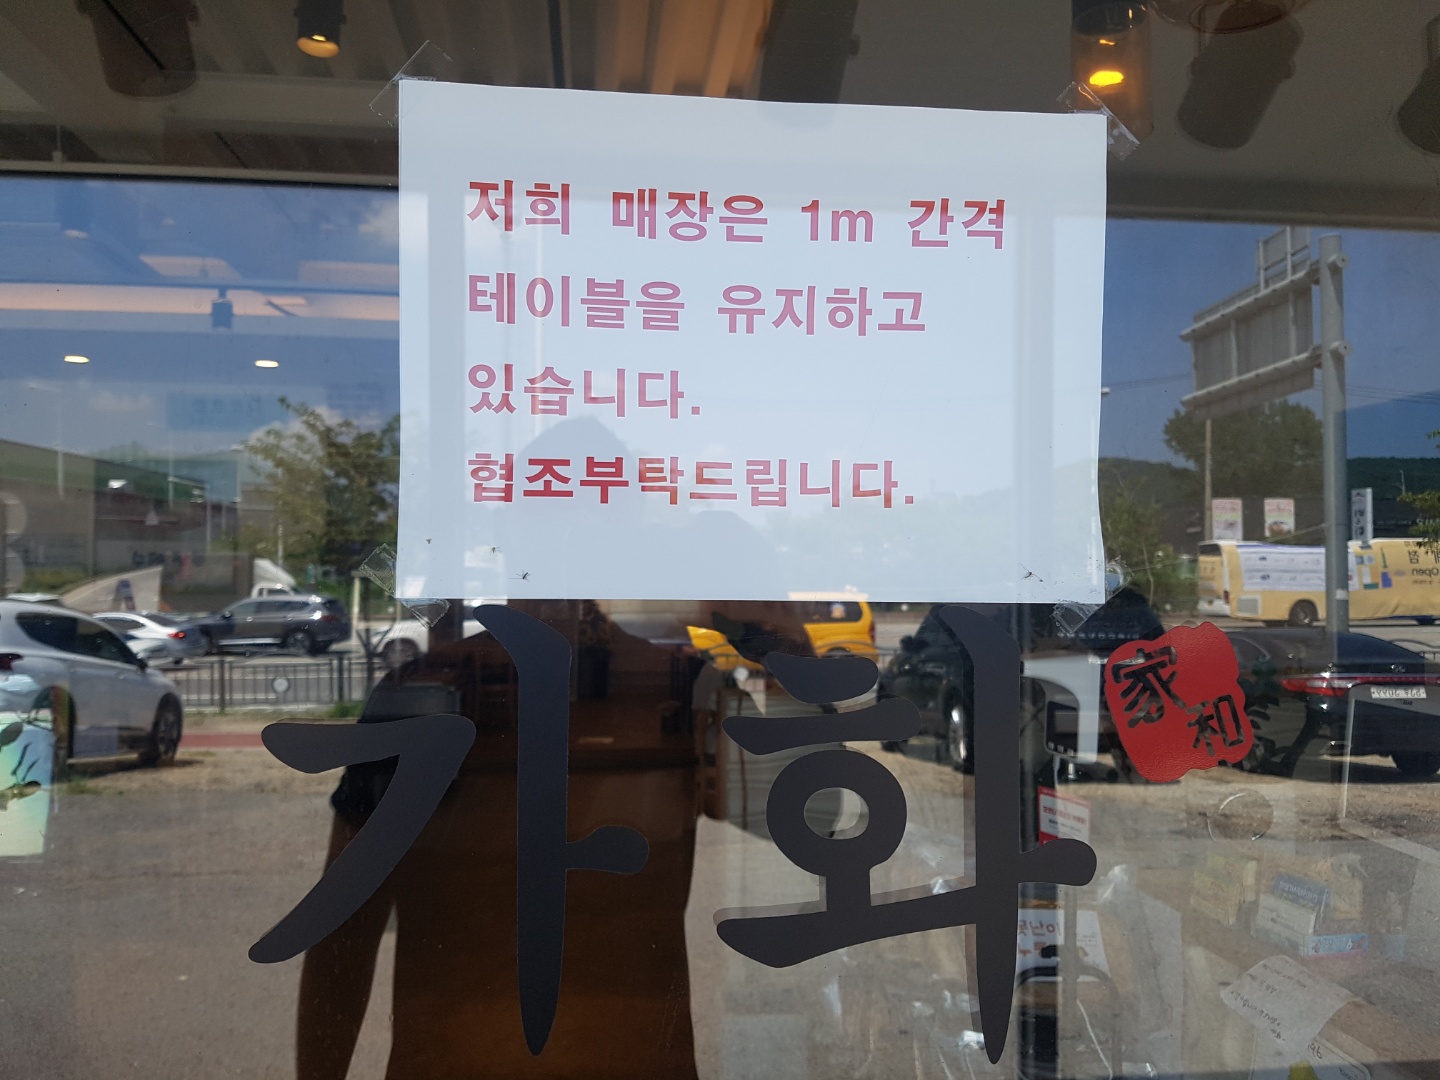 저희 매장은 1m 간격
테이블을 유지하고
있습니다.
협조부탁드립니다.
가화
家和
Open